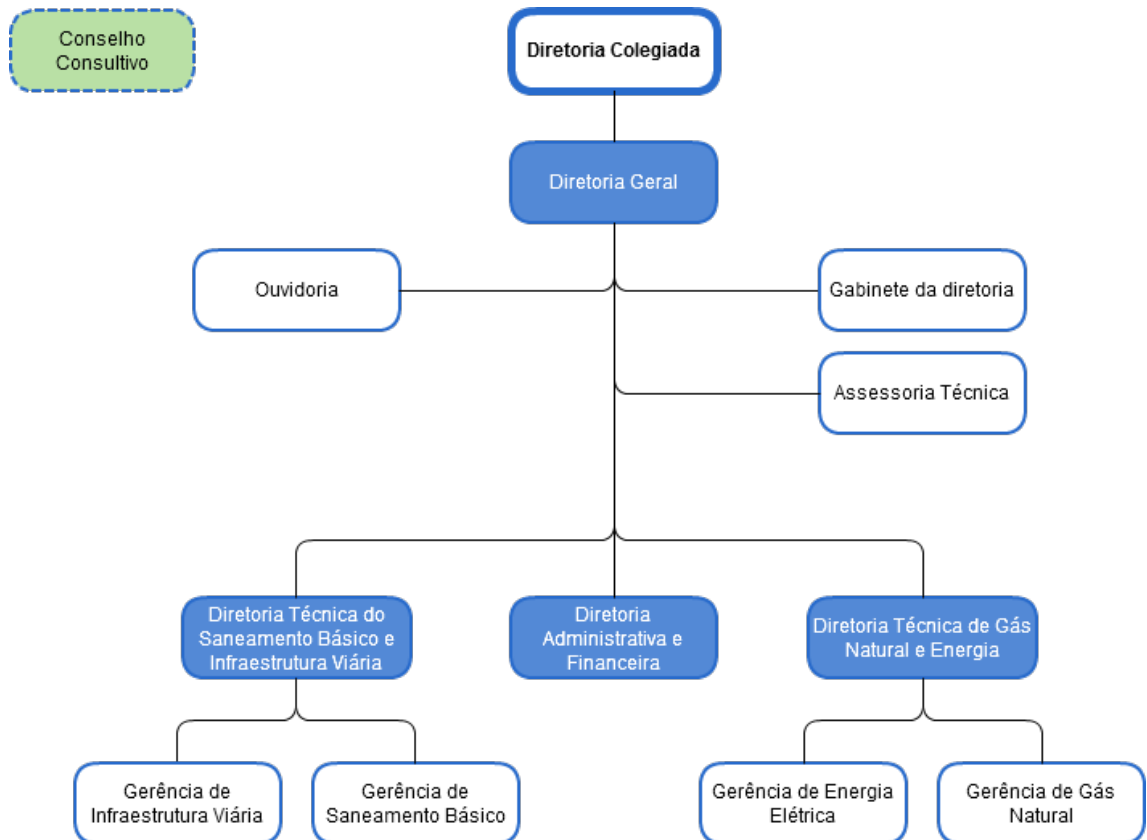 Conselho
Consultivo
Diretoria Colegiada
Diretoria Geral
Ouvidoria
Gabinete da diretoria
Assessoria Técnica
Diretoria Técnica do
Saneamento Básico e
Infraestrutura Viária
Diretoria
Administrativa e
Financeira
Diretoria Técnica de Gás
Natural e Energia
Gerência de
Infraestrutura Viária
Gerência de
Saneamento Básico
Gerência de Energia
Elétrica
Gerência de Gás
Natural